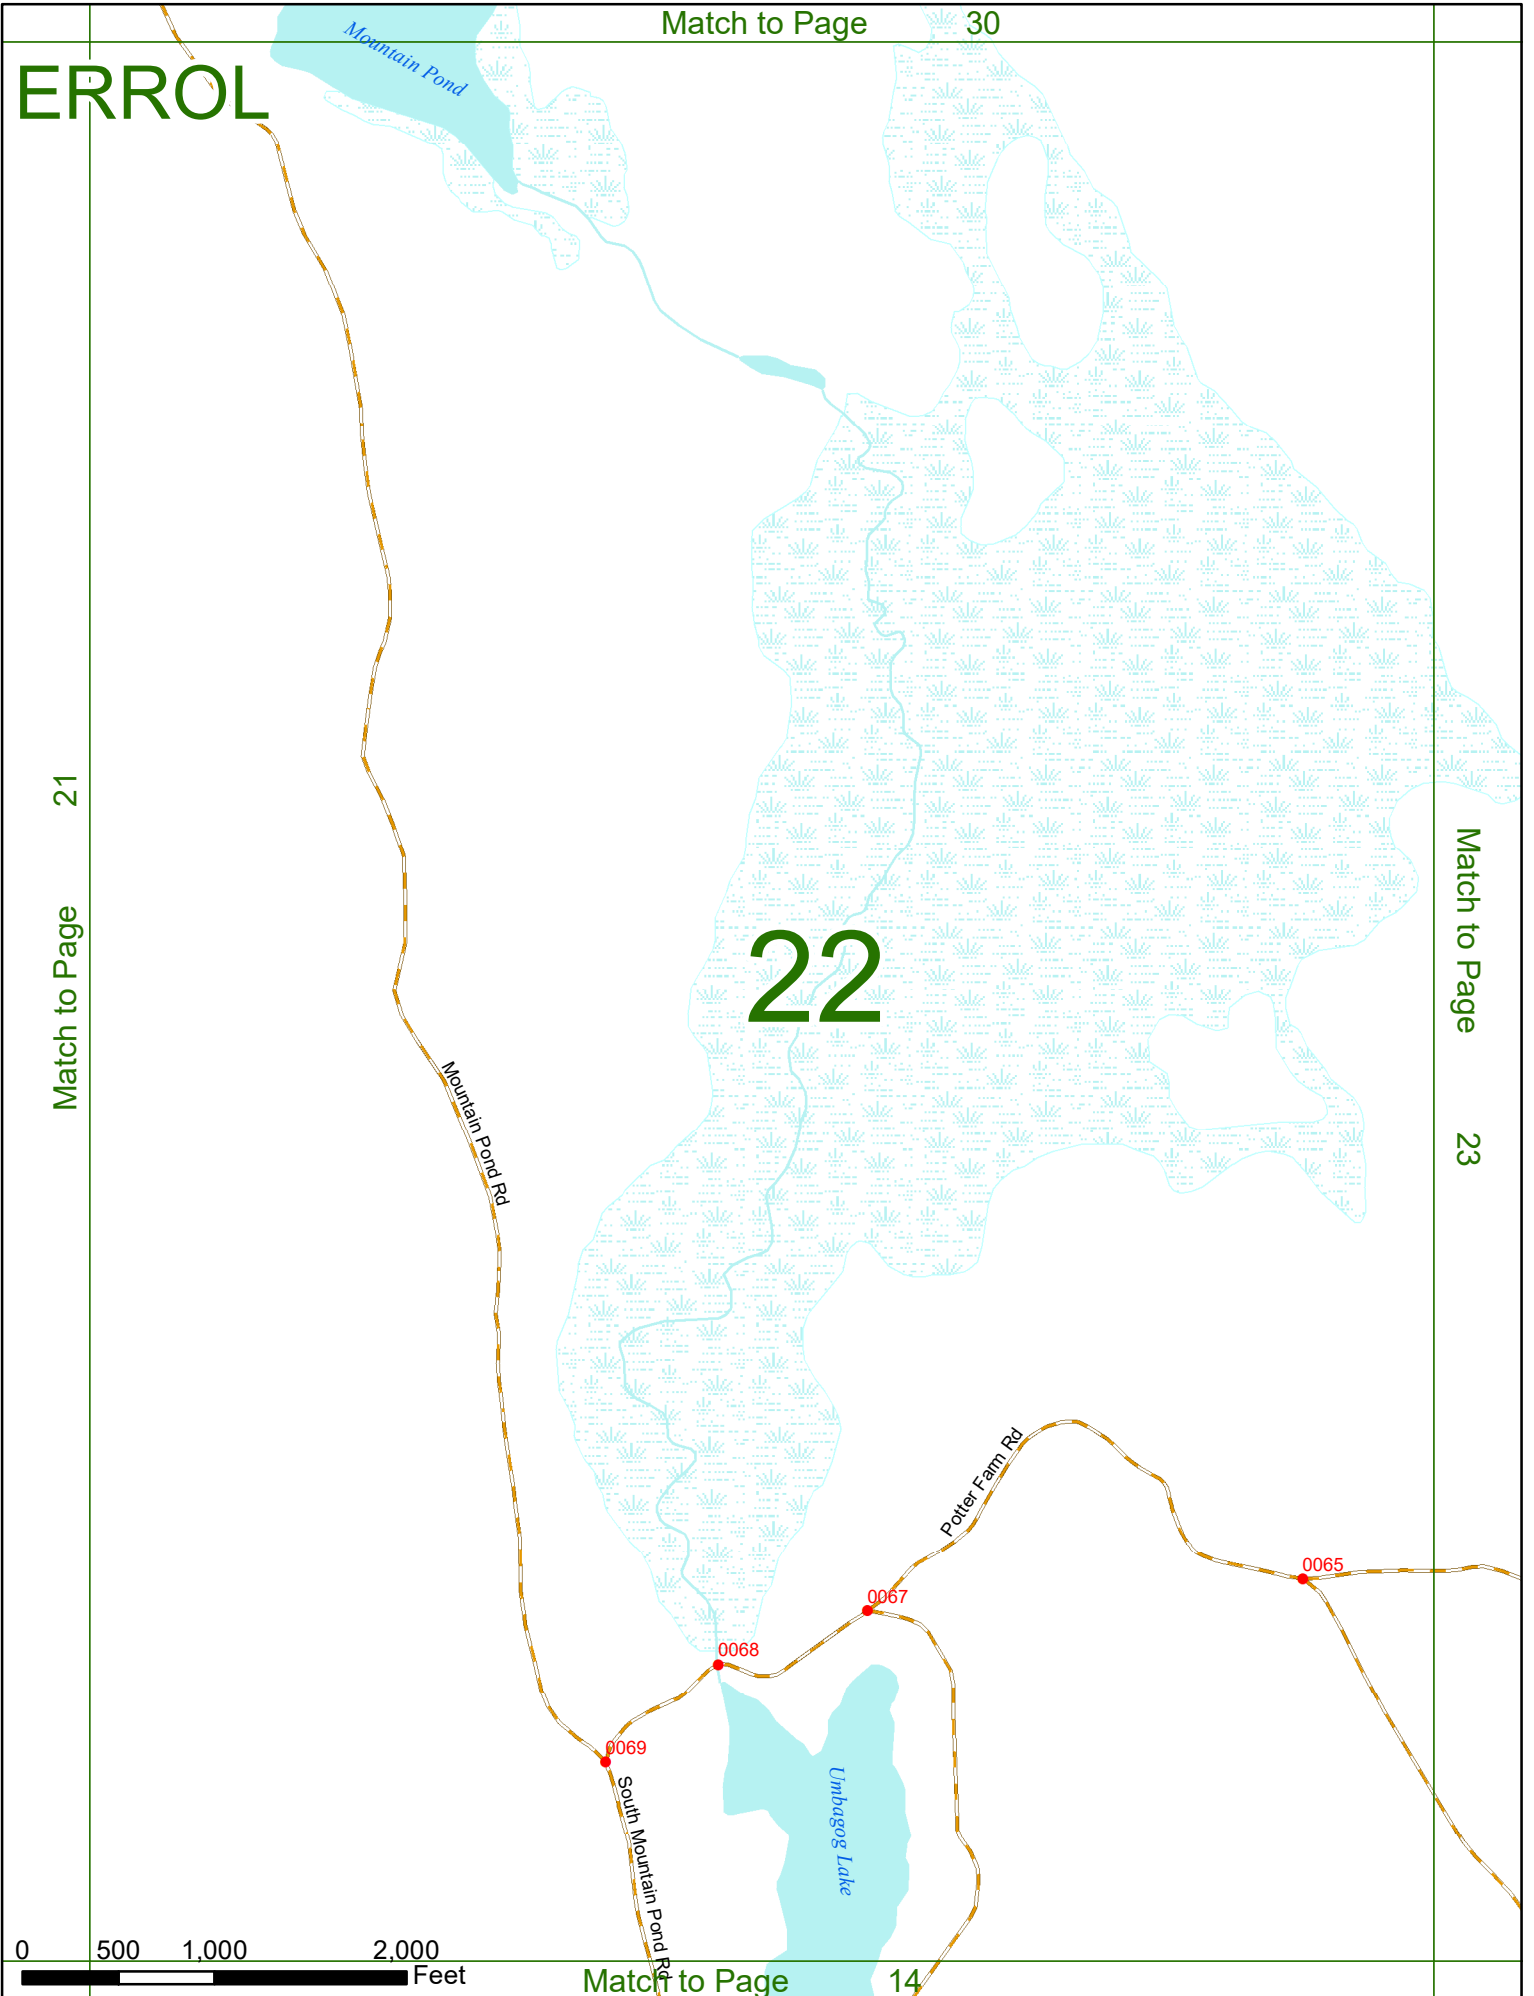 Match to Page 30
Mountain Pond
ERROL
Match to Page 21
Match to Page 23
22
Mountain Pond Rd
Potter Farm Rd
0065
0067
0068
0069
South Mountain Pond Rd
Umbagog Lake
0 500 1,000 2,000
Feet
Match to Page 14